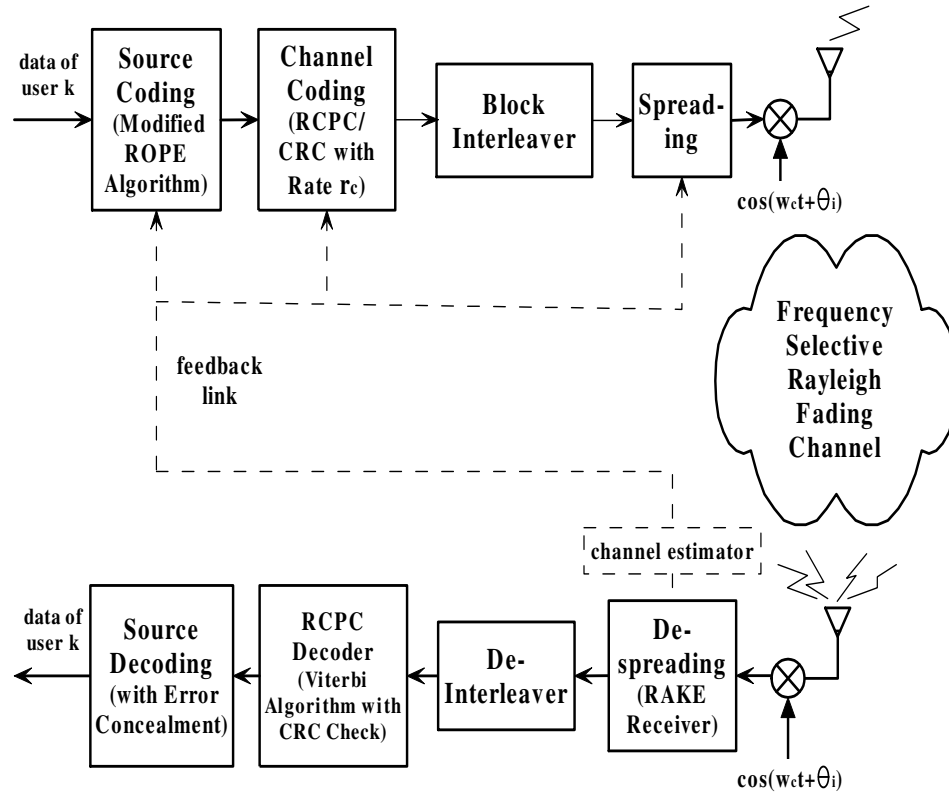 data of
user k
Source
Coding
(Modified
ROPE
Algorithm)
Channel
Coding
(RCPC/
CRC with
Rate rc)
Block
Interleaver
Spread-
ing
cos(wct+θi)
Frequency
Selective
Rayleigh
Fading
Channel
feedback
link
channel estimator
data of
user k
Source
Decoding
(with Error
Concealment)
RCPC
Decoder
(Viterbi
Algorithm with
CRC Check)
De-
Interleaver
De-
spreading
(RAKE
Receiver)
cos(wct+θi)